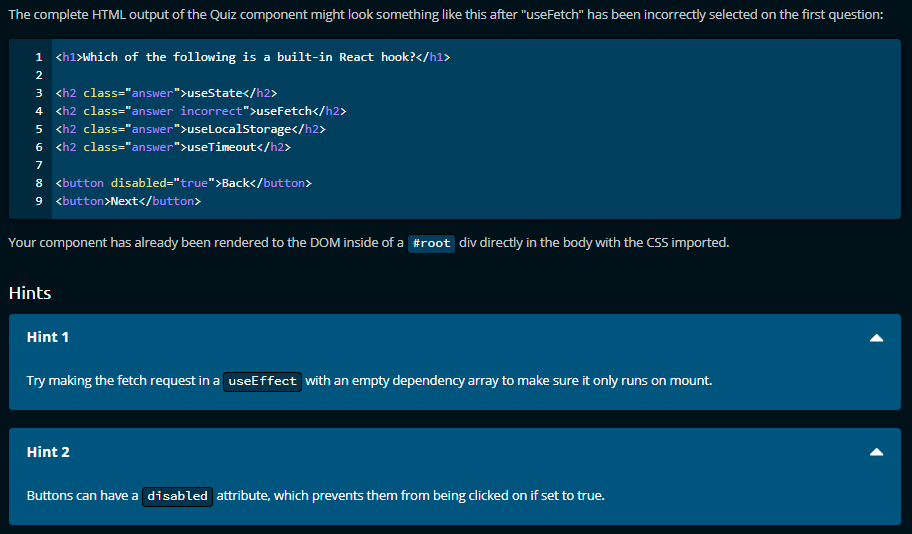 The complete HTML output of the Quiz component might look something like this after "useFetch" has been incorrectly selected on the first question:
1 <h1>Which of the following is a built-in React hook?</h1>
2
3 <h2 class="answer">useState</h2>
4 <h2 class="answer incorrect">useFetch</h2>
5 <h2 class="answer">useLocalStorage</h2>
6 <h2 class="answer">useTimeout</h2>
7
8 <button disabled="true">Back</button>
9 <button>Next</button>
Your component has already been rendered to the DOM inside of a #root div directly in the body with the CSS imported.
Hints
Hint 1
Try making the fetch request in a useEffect with an empty dependency array to make sure it only runs on mount.
Hint 2
Buttons can have a disabled attribute, which prevents them from being clicked on if set to true.